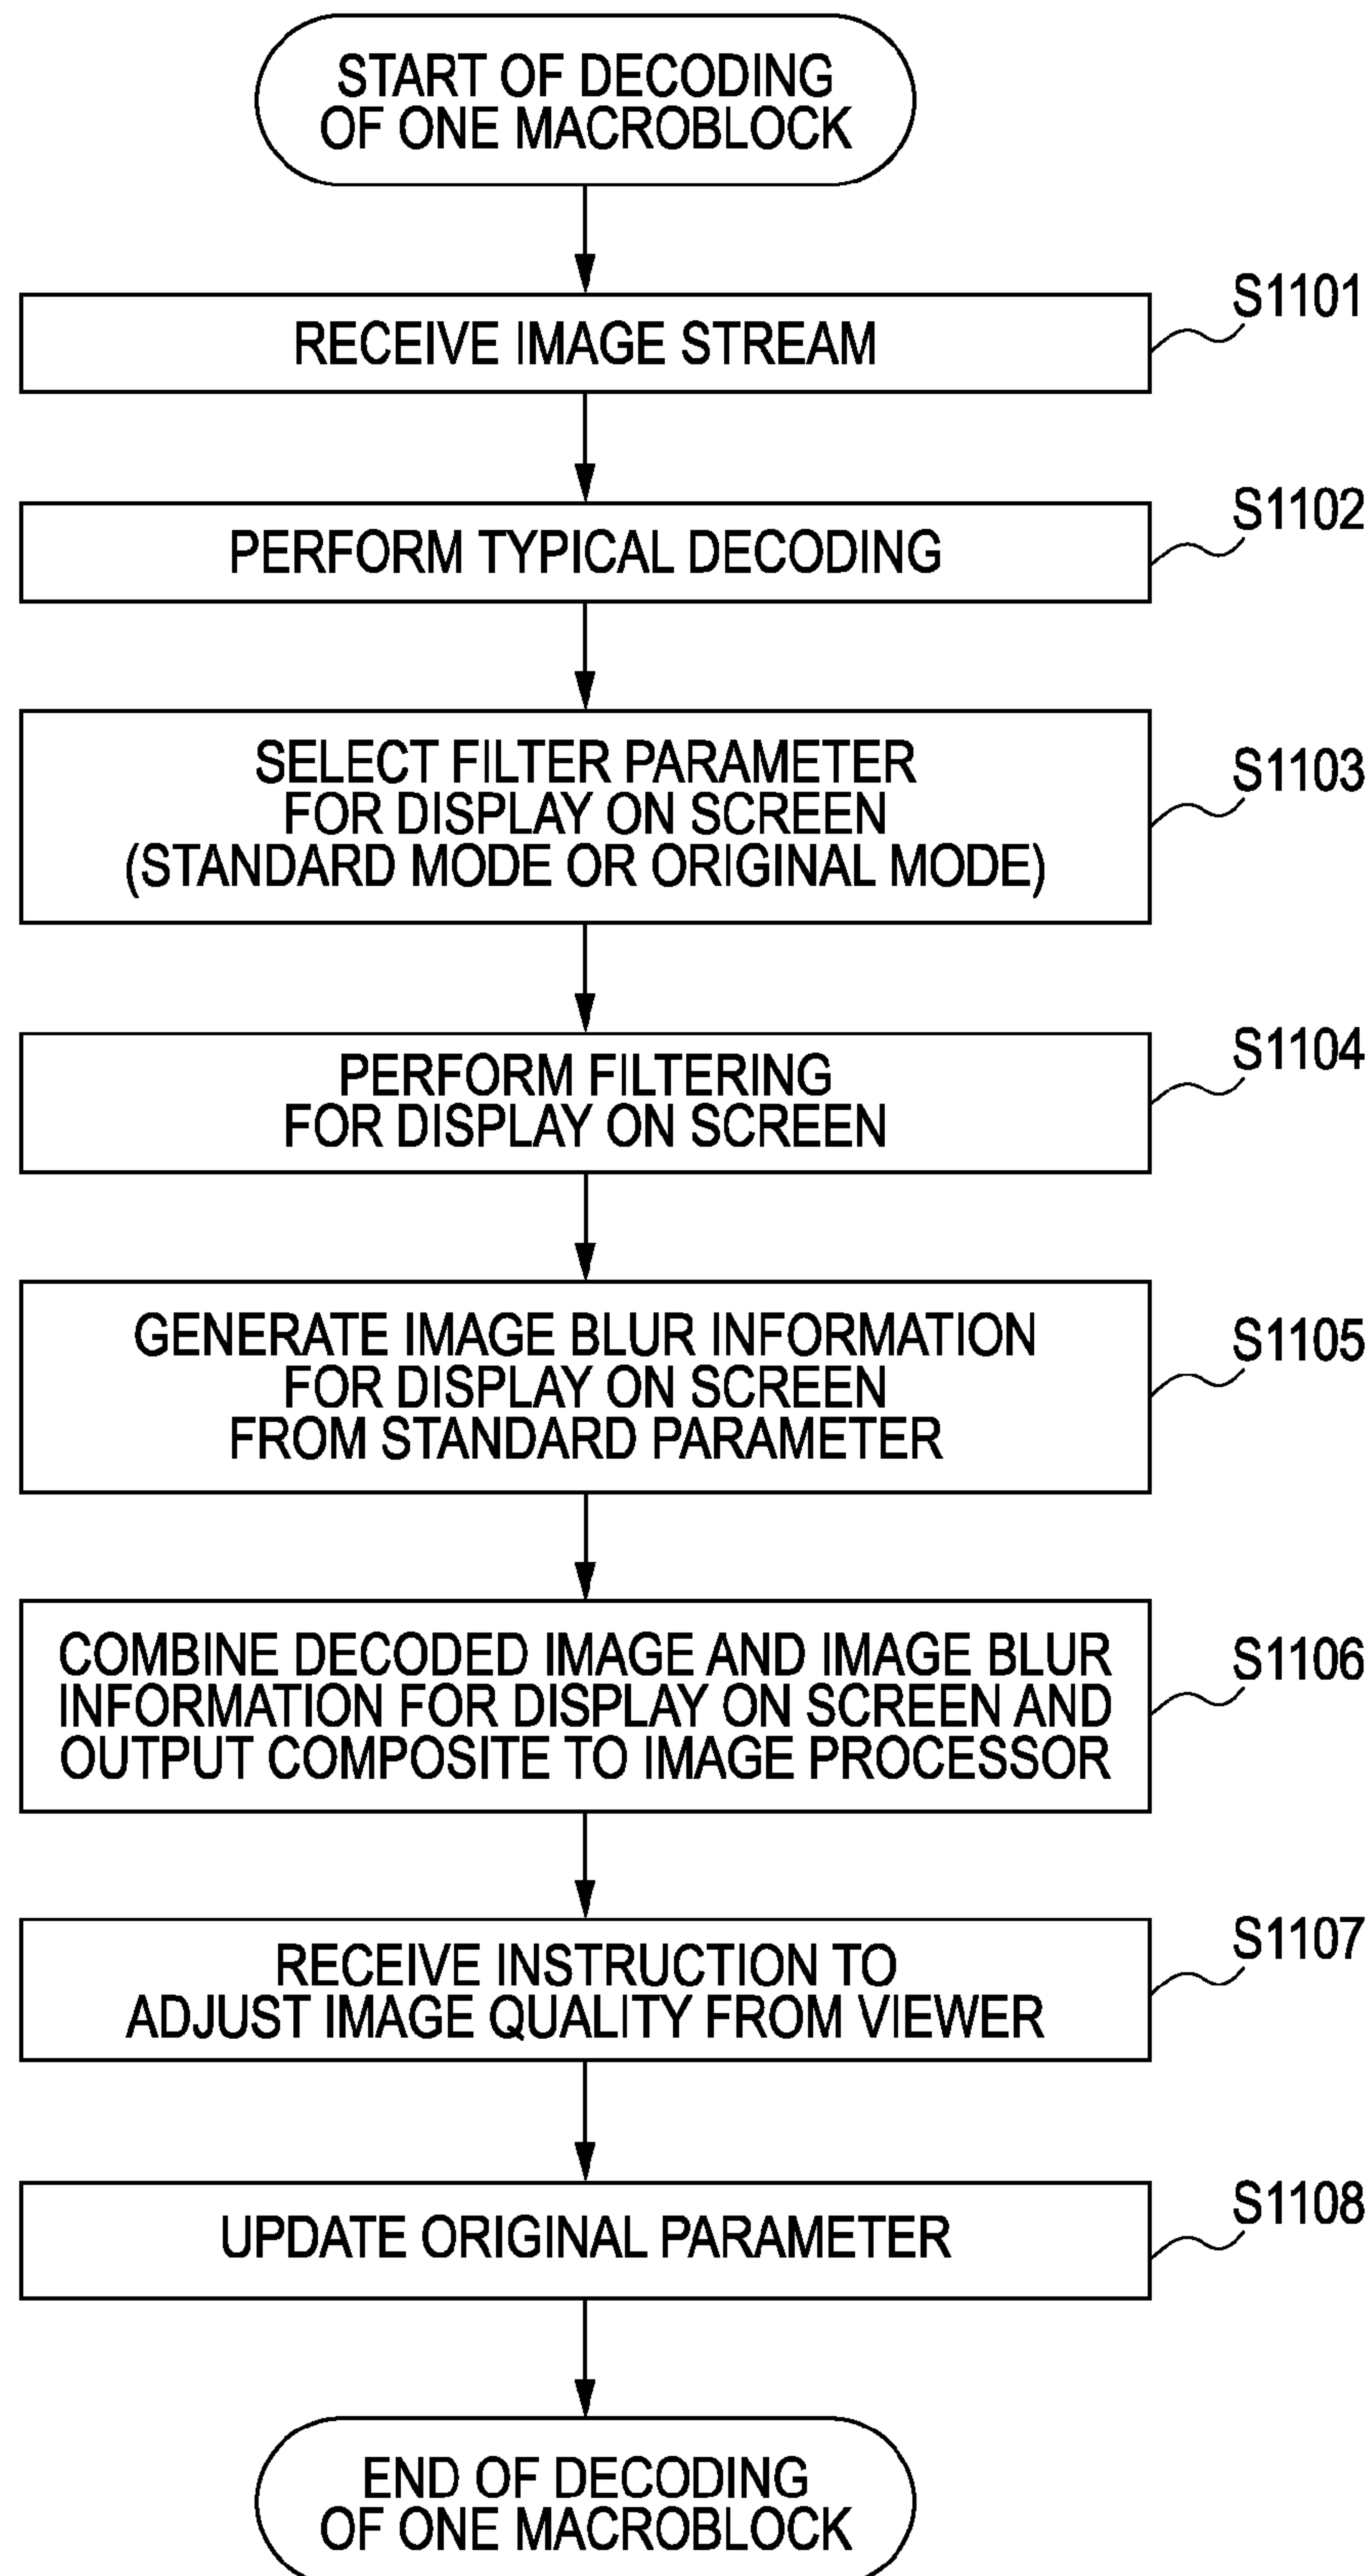 START OF DECODING
OF ONE MACROBLOCK
S1101
RECEIVE IMAGE STREAM
S1102
PERFORM TYPICAL DECODING
S1103
SELECT FILTER PARAMETER
FOR DISPLAY ON SCREEN
(STANDARD MODE OR ORIGINAL MODE)
S1104
PERFORM FILTERING
FOR DISPLAY ON SCREEN
S1105
GENERATE IMAGE BLUR INFORMATION
FOR DISPLAY ON SCREEN
FROM STANDARD PARAMETER
S1106
COMBINE DECODED IMAGE AND IMAGE BLUR
INFORMATION FOR DISPLAY ON SCREEN AND
OUTPUT COMPOSITE TO IMAGE PROCESSOR
S1107
RECEIVE INSTRUCTION TO
ADJUST IMAGE QUALITY FROM VIEWER
S1108
UPDATE ORIGINAL PARAMETER
END OF DECODING
OF ONE MACROBLOCK